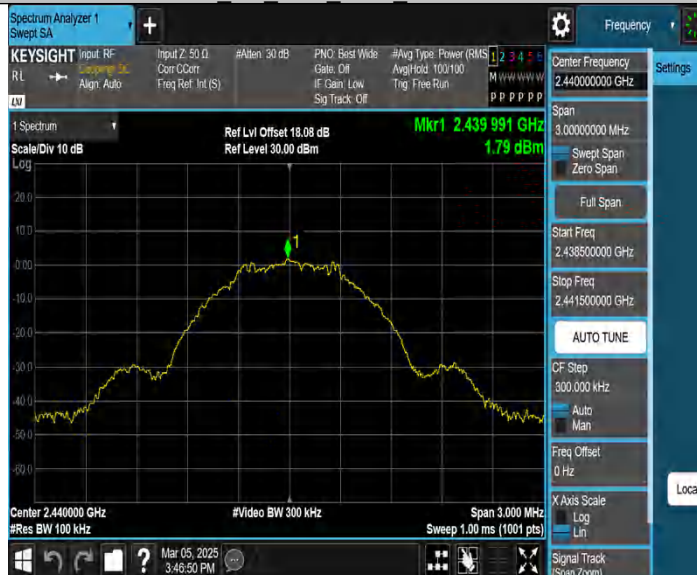 Spectrum Analyzer 1
Swept SA
Frequency
KEYSIGHT
Input: RF
Coupling: DC
Align: Auto
Input Z: 50 Ω
Corr CCorr
Freq Ref: Int (S)
#Atten: 30 dB
PNO: Best Wide
Gate: Off
IF Gain: Low
Sig Track: Off
#Avg Type: Power (RMS
Avg|Hold: 100/100
Trig: Free Run
1 2 3 4 5 6
M W W W W W
P P P P P P
RL
LXI
1 Spectrum
Scale/Div 10 dB
Ref Lvl Offset 18.08 dB
Ref Level 30.00 dBm
Mkr1 2.439 991 GHz
1.79 dBm
Log
20.0
10.0
0.00
-10.0
-20.0
-30.0
-40.0
-50.0
-60.0
1
Center 2.440000 GHz
#Res BW 100 kHz
#Video BW 300 kHz
Span 3.000 MHz
Sweep 1.00 ms (1001 pts)
Mar 05, 2025
3:46:50 PM
Center Frequency
2.440000000 GHz
Settings
Span
3.00000000 MHz
Swept Span
Zero Span
Full Span
Start Freq
2.438500000 GHz
Stop Freq
2.441500000 GHz
AUTO TUNE
CF Step
300.000 kHz
Auto
Man
Freq Offset
0 Hz
X Axis Scale
Log
Lin
Loca
Signal Track
(Span Zoom)